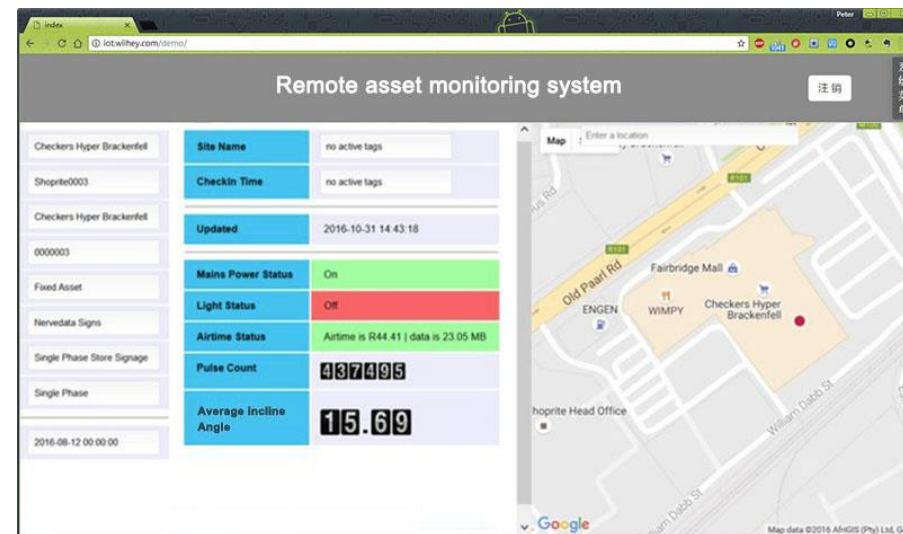 index
Peter
iot.wiihey.com/demo/
Remote asset monitoring system
注销
Checkers Hyper Brackenfell
Shoprite0003
Checkers Hyper Brackenfell
0000003
Fixed Asset
Nervedata Signs
Single Phase Store Signage
Single Phase
2016-08-12 00:00:00
Site Name no active tags
CheckIn Time no active tags
Updated 2016-10-31 14:43:18
Mains Power Status On
Light Status Off
Airtime Status Airtime is R44.41 | data is 23.05 MB
Pulse Count 437495
Average incline
Angle 15.69
Map
Enter a location
R101
R101
Old Paarl Rd
Fairbridge Mall
ENGEN
WIMPY
Checkers Hyper
Brackenfell
hoprite Head Office
William Dabb St
Google
Map data ©2016 AfriGIS (Pty) Ltd, G